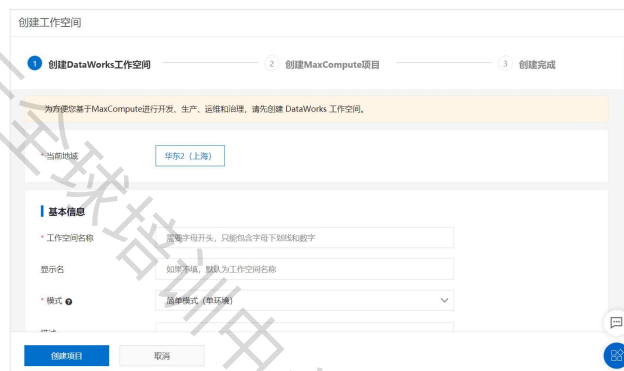 创建工作空间
1 创建DataWorks工作空间
2 创建MaxCompute项目
3 创建完成
为方便您基于MaxCompute进行开发、生产、运维和治理，请先创建 DataWorks 工作空间。
* 当前地域
华东2（上海）
基本信息
* 工作空间名称
需要字母开头，只能包含字母下划线和数字
显示名
如果不填，默认为工作空间名称
* 模式
简单模式（单环境）
创建项目
取消
全球培训中